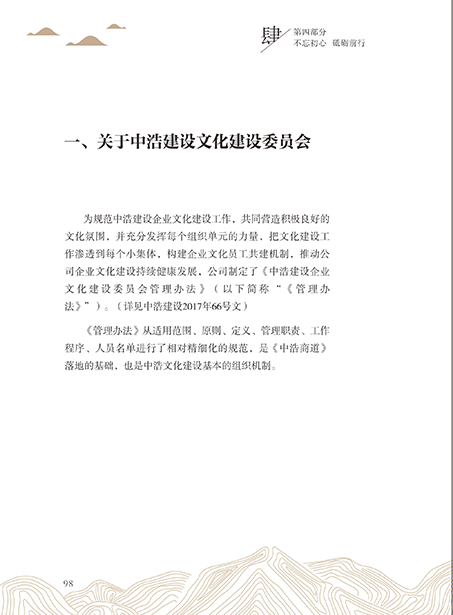 肆
第四部分
不忘初心 砥砺前行
一、关于中浩建设文化建设委员会
为规范中浩建设企业文化建设工作，共同营造积极良好的
文化氛围，并充分发挥每个组织单元的力量，把文化建设工
作渗透到每个小集体，构建企业文化员工共建机制，推动公
司企业文化建设持续健康发展，公司制定了《中浩建设企业
文化建设委员会管理办法》（以下简称“《管理办
法》”）。（详见中浩建设2017年66号文）
《管理办法》从适用范围、原则、定义、管理职责、工作
程序、人员名单进行了相对精细化的规范，是《中浩商道》
落地的基础，也是中浩文化建设基本的组织机制。
98